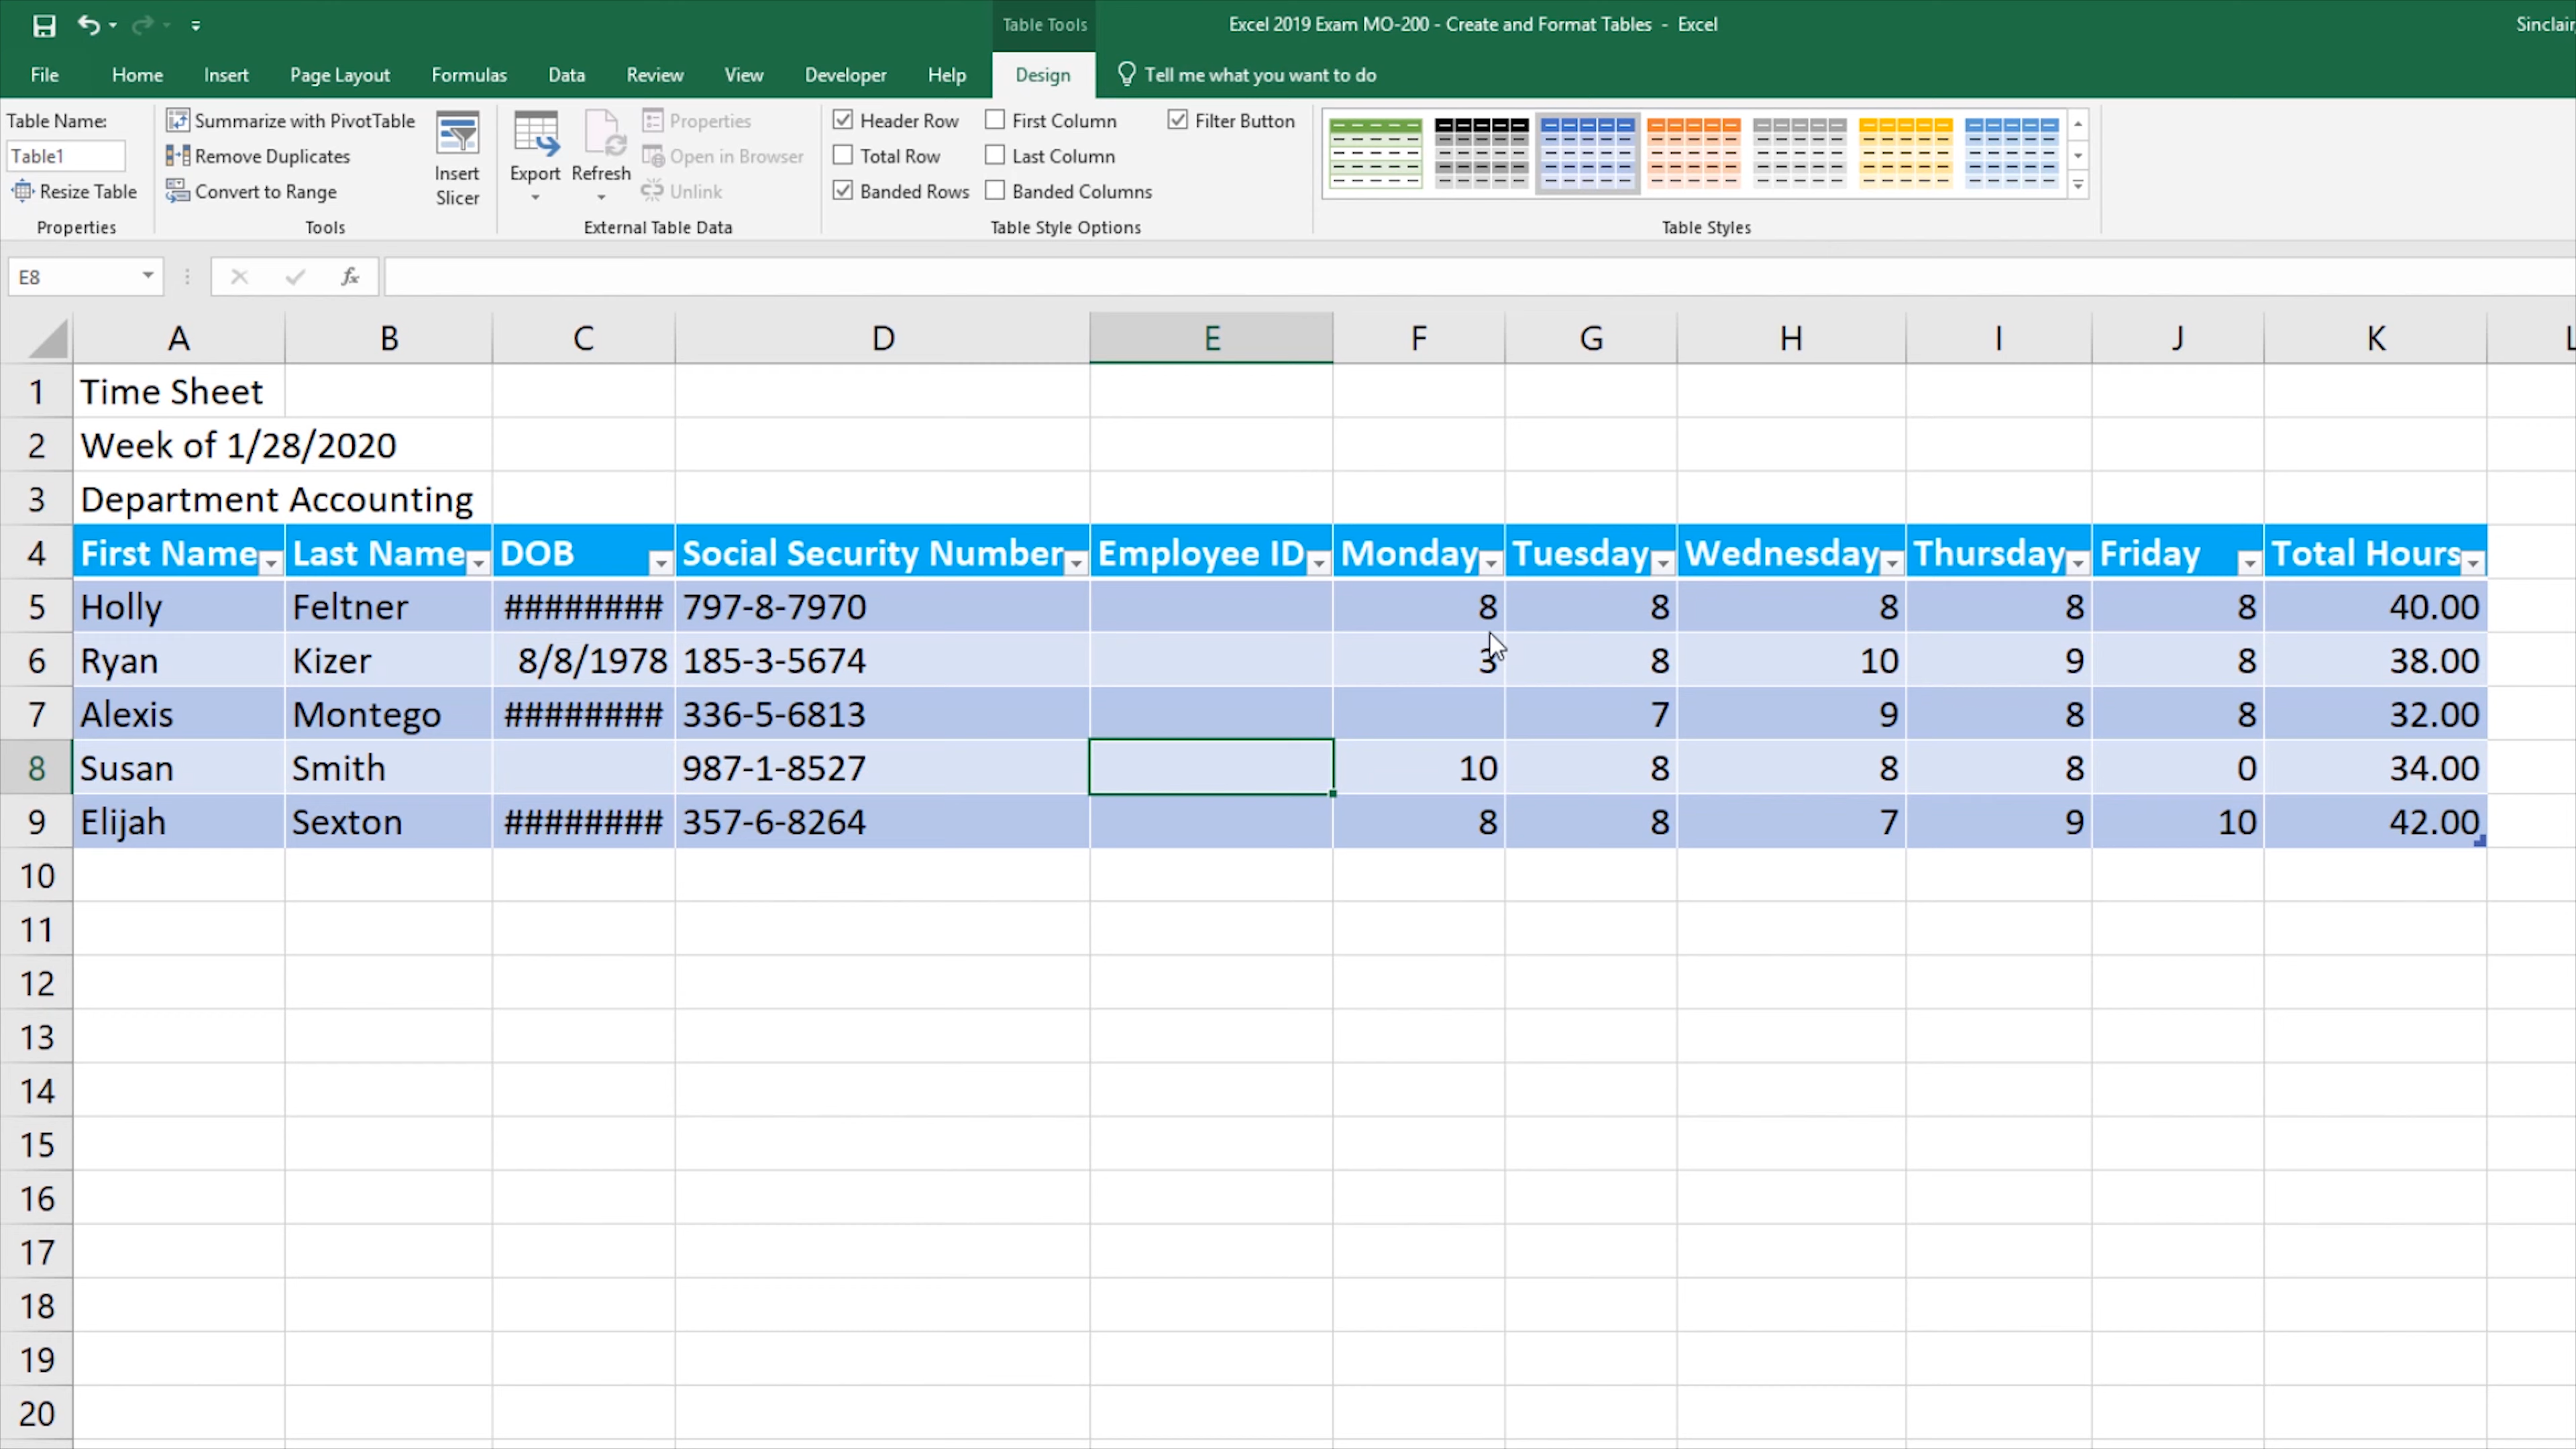 Table Tools
Excel 2019 Exam MO-200 - Create and Format Tables - Excel
Sinclair
File Home Insert Page Layout Formulas Data Review View Developer Help Design Tell me what you want to do
Table Name:
Table1
Resize Table
Properties
Summarize with PivotTable
Remove Duplicates
Convert to Range
Insert
Slicer
Tools
Export
Refresh
Properties
Open in Browser
Unlink
External Table Data
Header Row
Total Row
Banded Rows
First Column
Last Column
Banded Columns
Filter Button
Table Style Options
Table Styles
E8 fx
A B C D E F G H I J K L
1 Time Sheet
2 Week of 1/28/2020
3 Department Accounting
4 First Name Last Name DOB Social Security Number Employee ID Monday Tuesday Wednesday Thursday Friday Total Hours
5 Holly Feltner ######## 797-8-7970 8 8 8 8 8 40.00
6 Ryan Kizer 8/8/1978 185-3-5674 3 8 10 9 8 38.00
7 Alexis Montego ######## 336-5-6813 7 9 8 8 32.00
8 Susan Smith 987-1-8527 10 8 8 8 0 34.00
9 Elijah Sexton ######## 357-6-8264 8 8 7 9 10 42.00
10
11
12
13
14
15
16
17
18
19
20